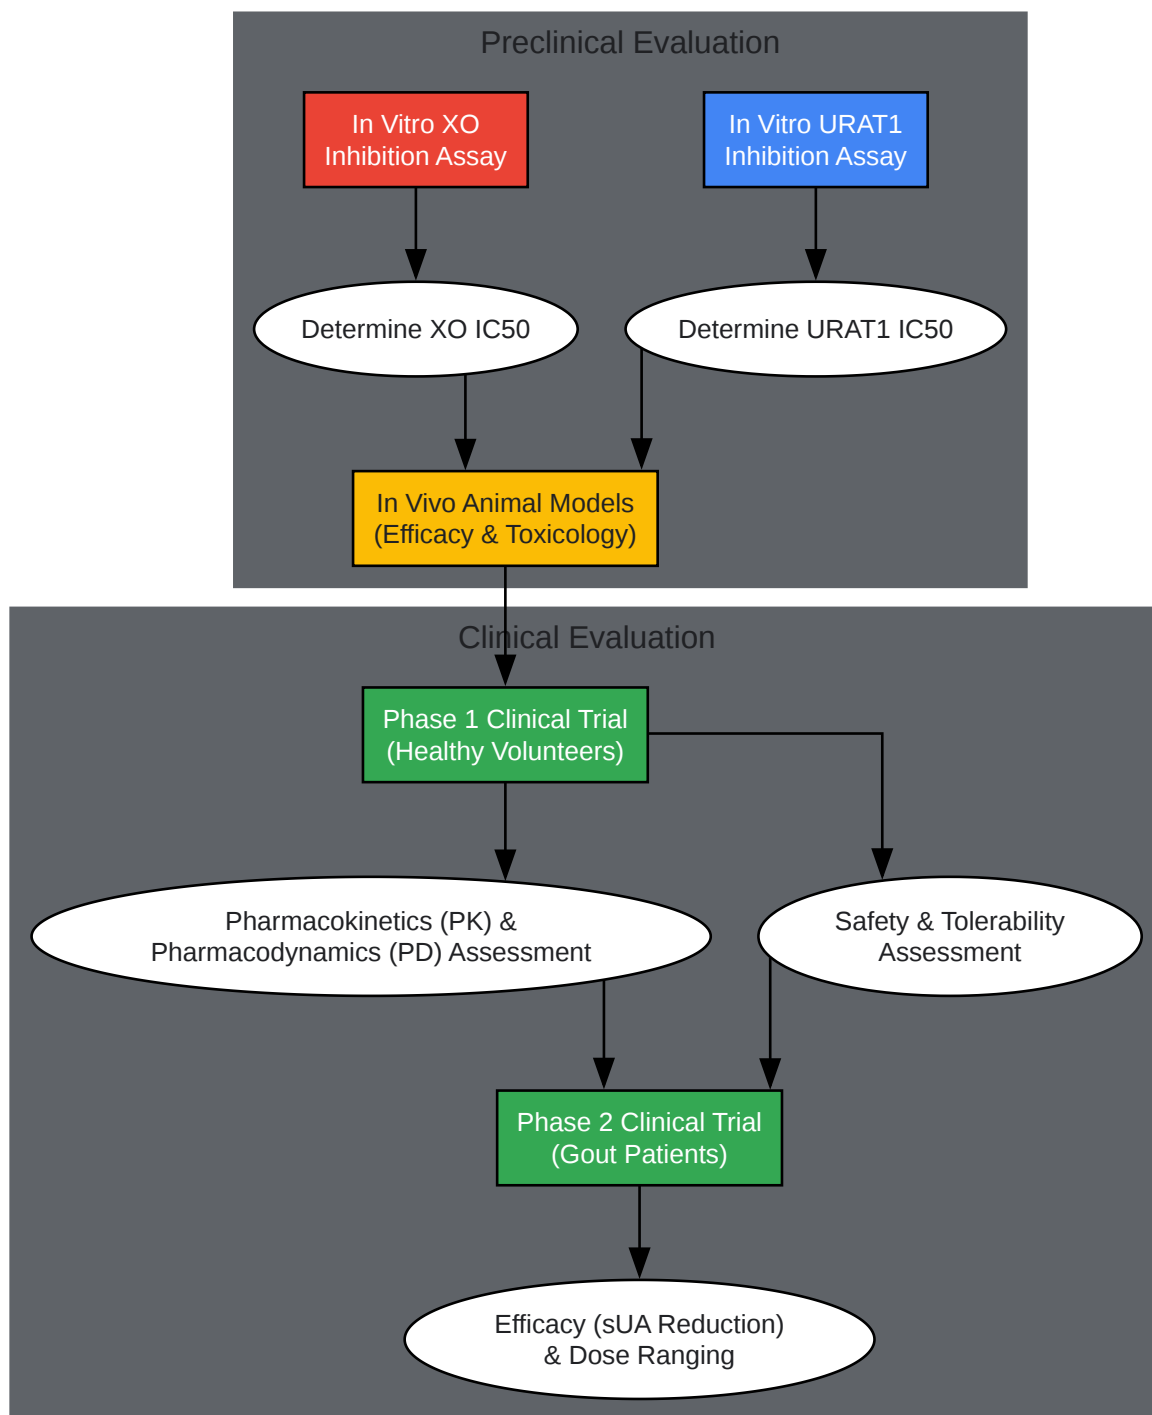 Preclinical Evaluation
In Vitro XO
Inhibition Assay
In Vitro URAT1
Inhibition Assay
Determine XO IC50
Determine URAT1 IC50
In Vivo Animal Models
(Efficacy & Toxicology)
Clinical Evaluation
Phase 1 Clinical Trial
(Healthy Volunteers)
Pharmacokinetics (PK) &
Pharmacodynamics (PD) Assessment
Safety & Tolerability
Assessment
Phase 2 Clinical Trial
(Gout Patients)
Efficacy (sUA Reduction)
& Dose Ranging